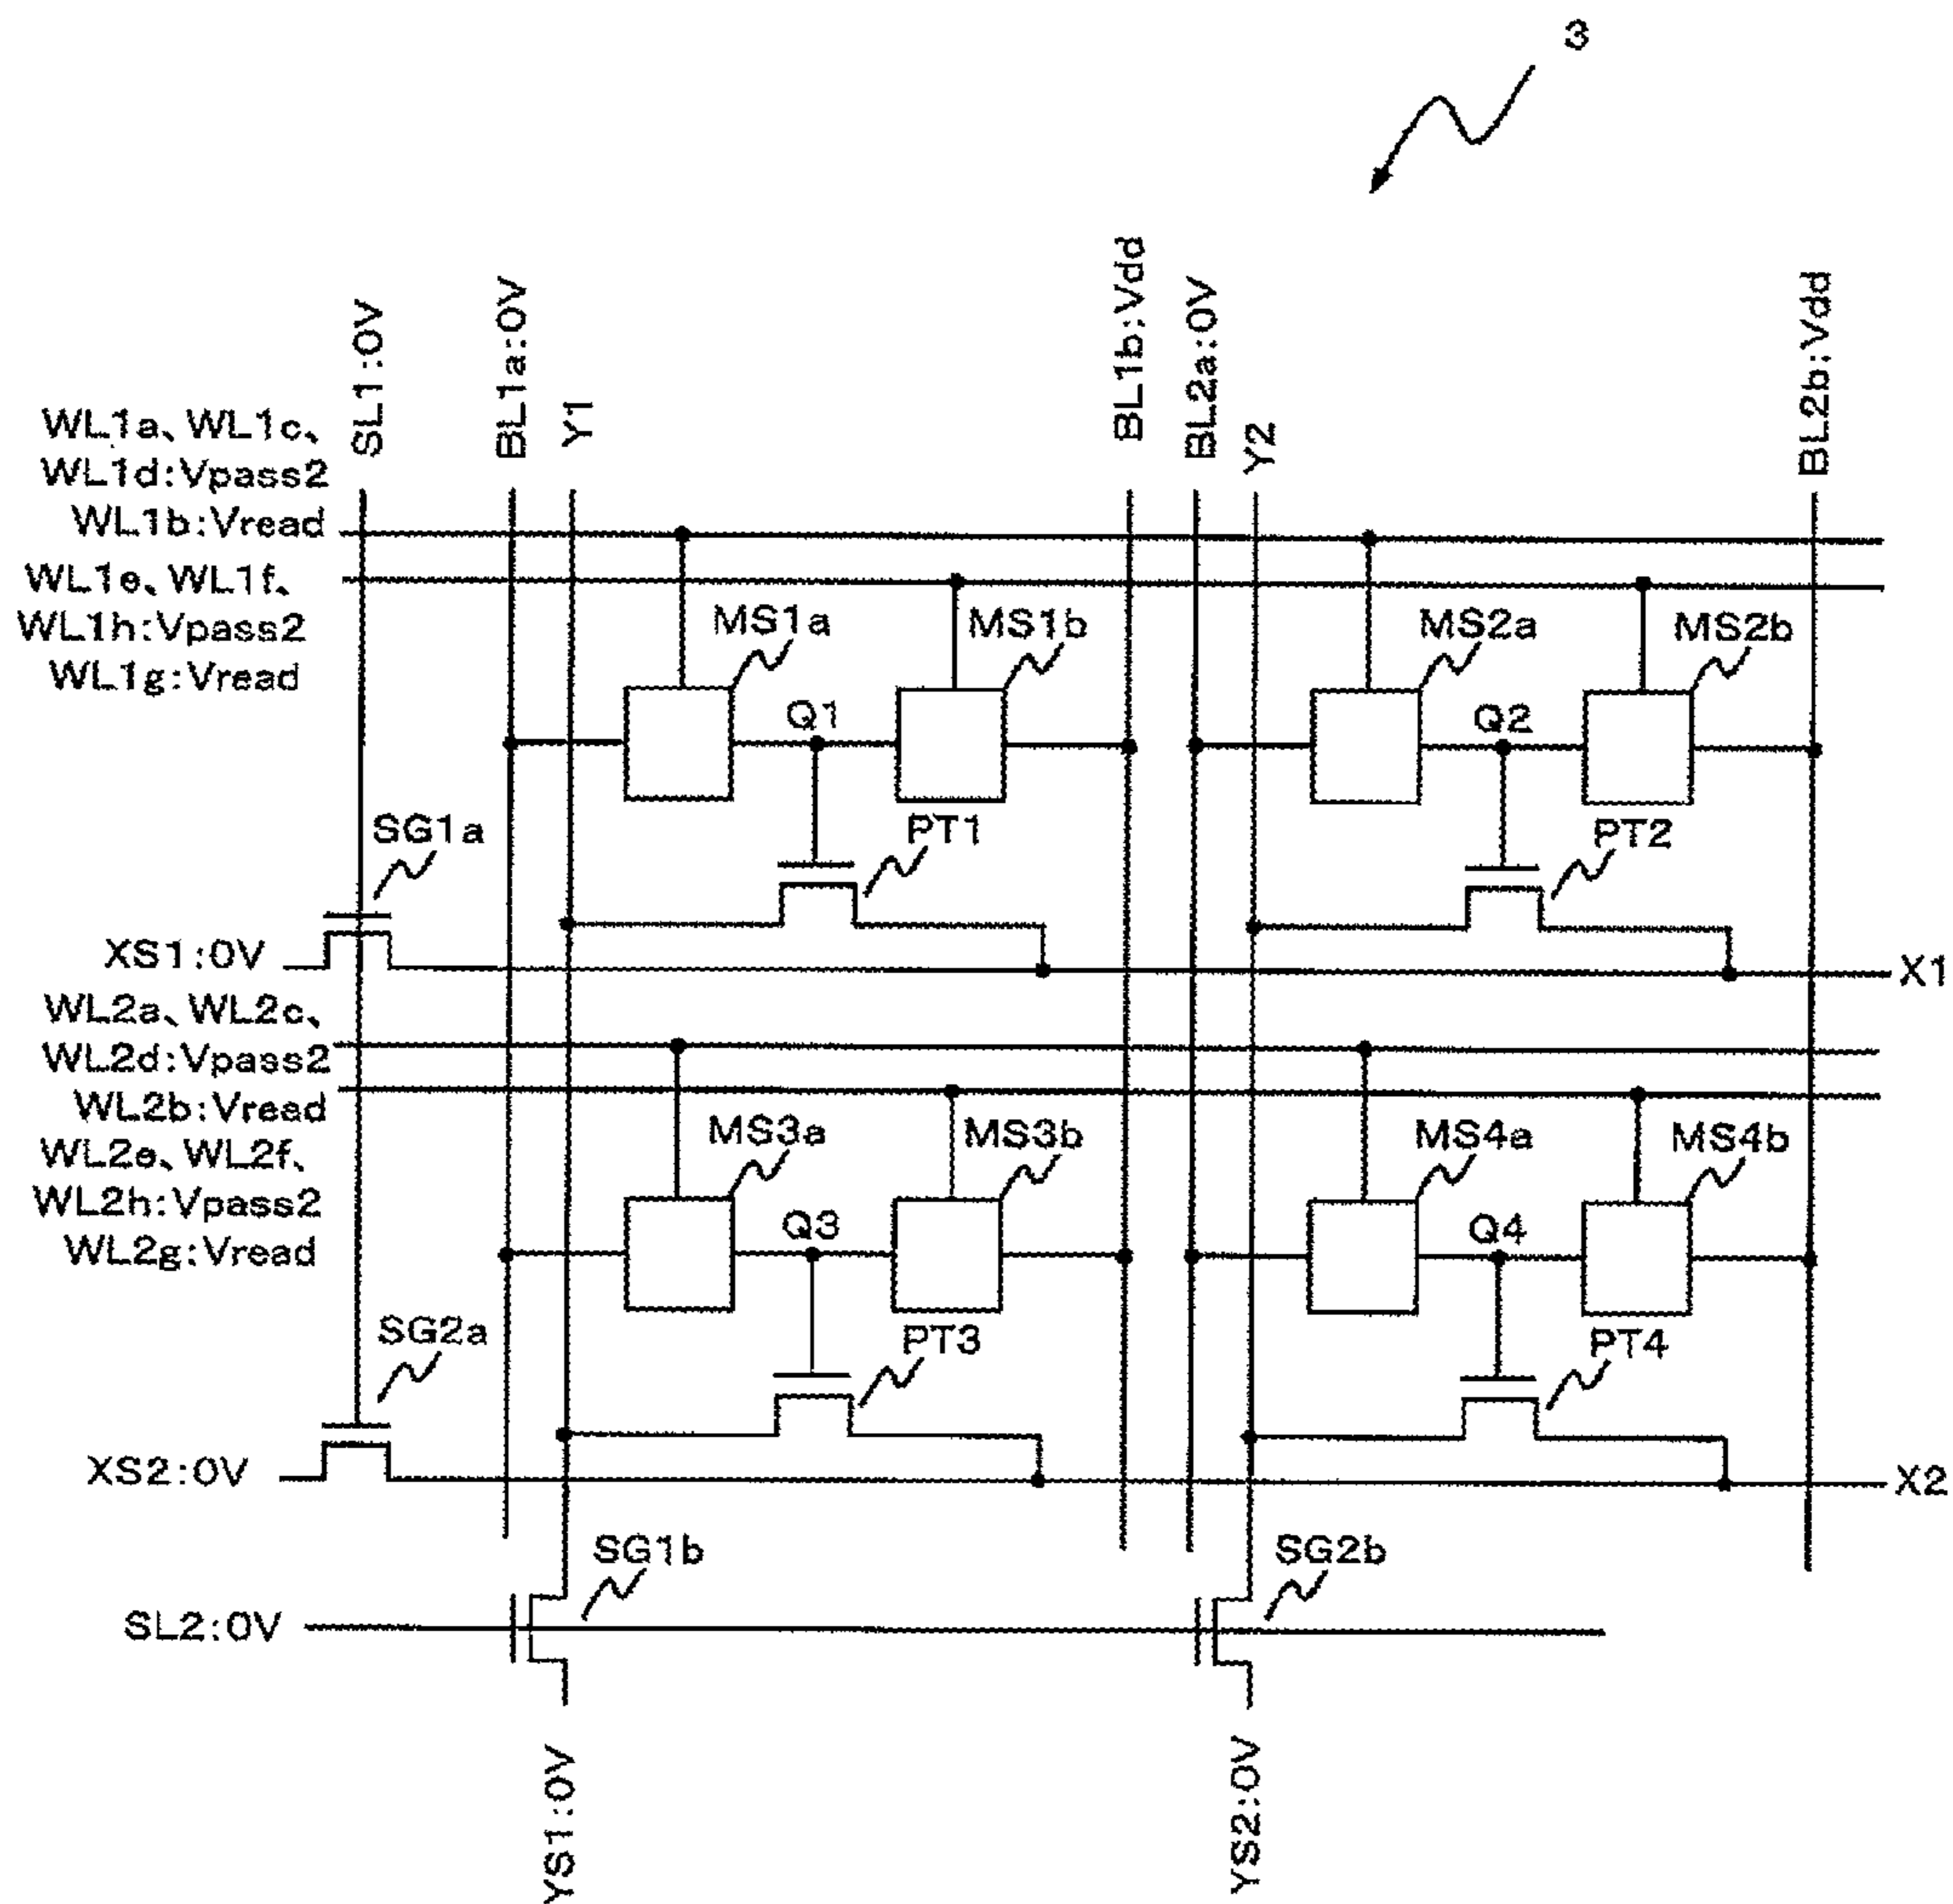 3
SL1:0V
BL1a:0V
Y1
BL1b:Vdd
BL2a:0V
Y2
BL2b:Vdd
WL1a、WL1c、
WL1d:Vpass2
WL1b:Vread
WL1e、WL1f、
WL1h:Vpass2
WL1g:Vread
MS1a
MS1b
MS2a
MS2b
Q1
Q2
SG1a
PT1
PT2
XS1:0V
X1
WL2a、WL2c、
WL2d:Vpass2
WL2b:Vread
WL2e、WL2f、
WL2h:Vpass2
WL2g:Vread
MS3a
MS3b
MS4a
MS4b
Q3
Q4
SG2a
PT3
PT4
XS2:0V
X2
SG1b
SG2b
SL2:0V
YS1:0V
YS2:0V